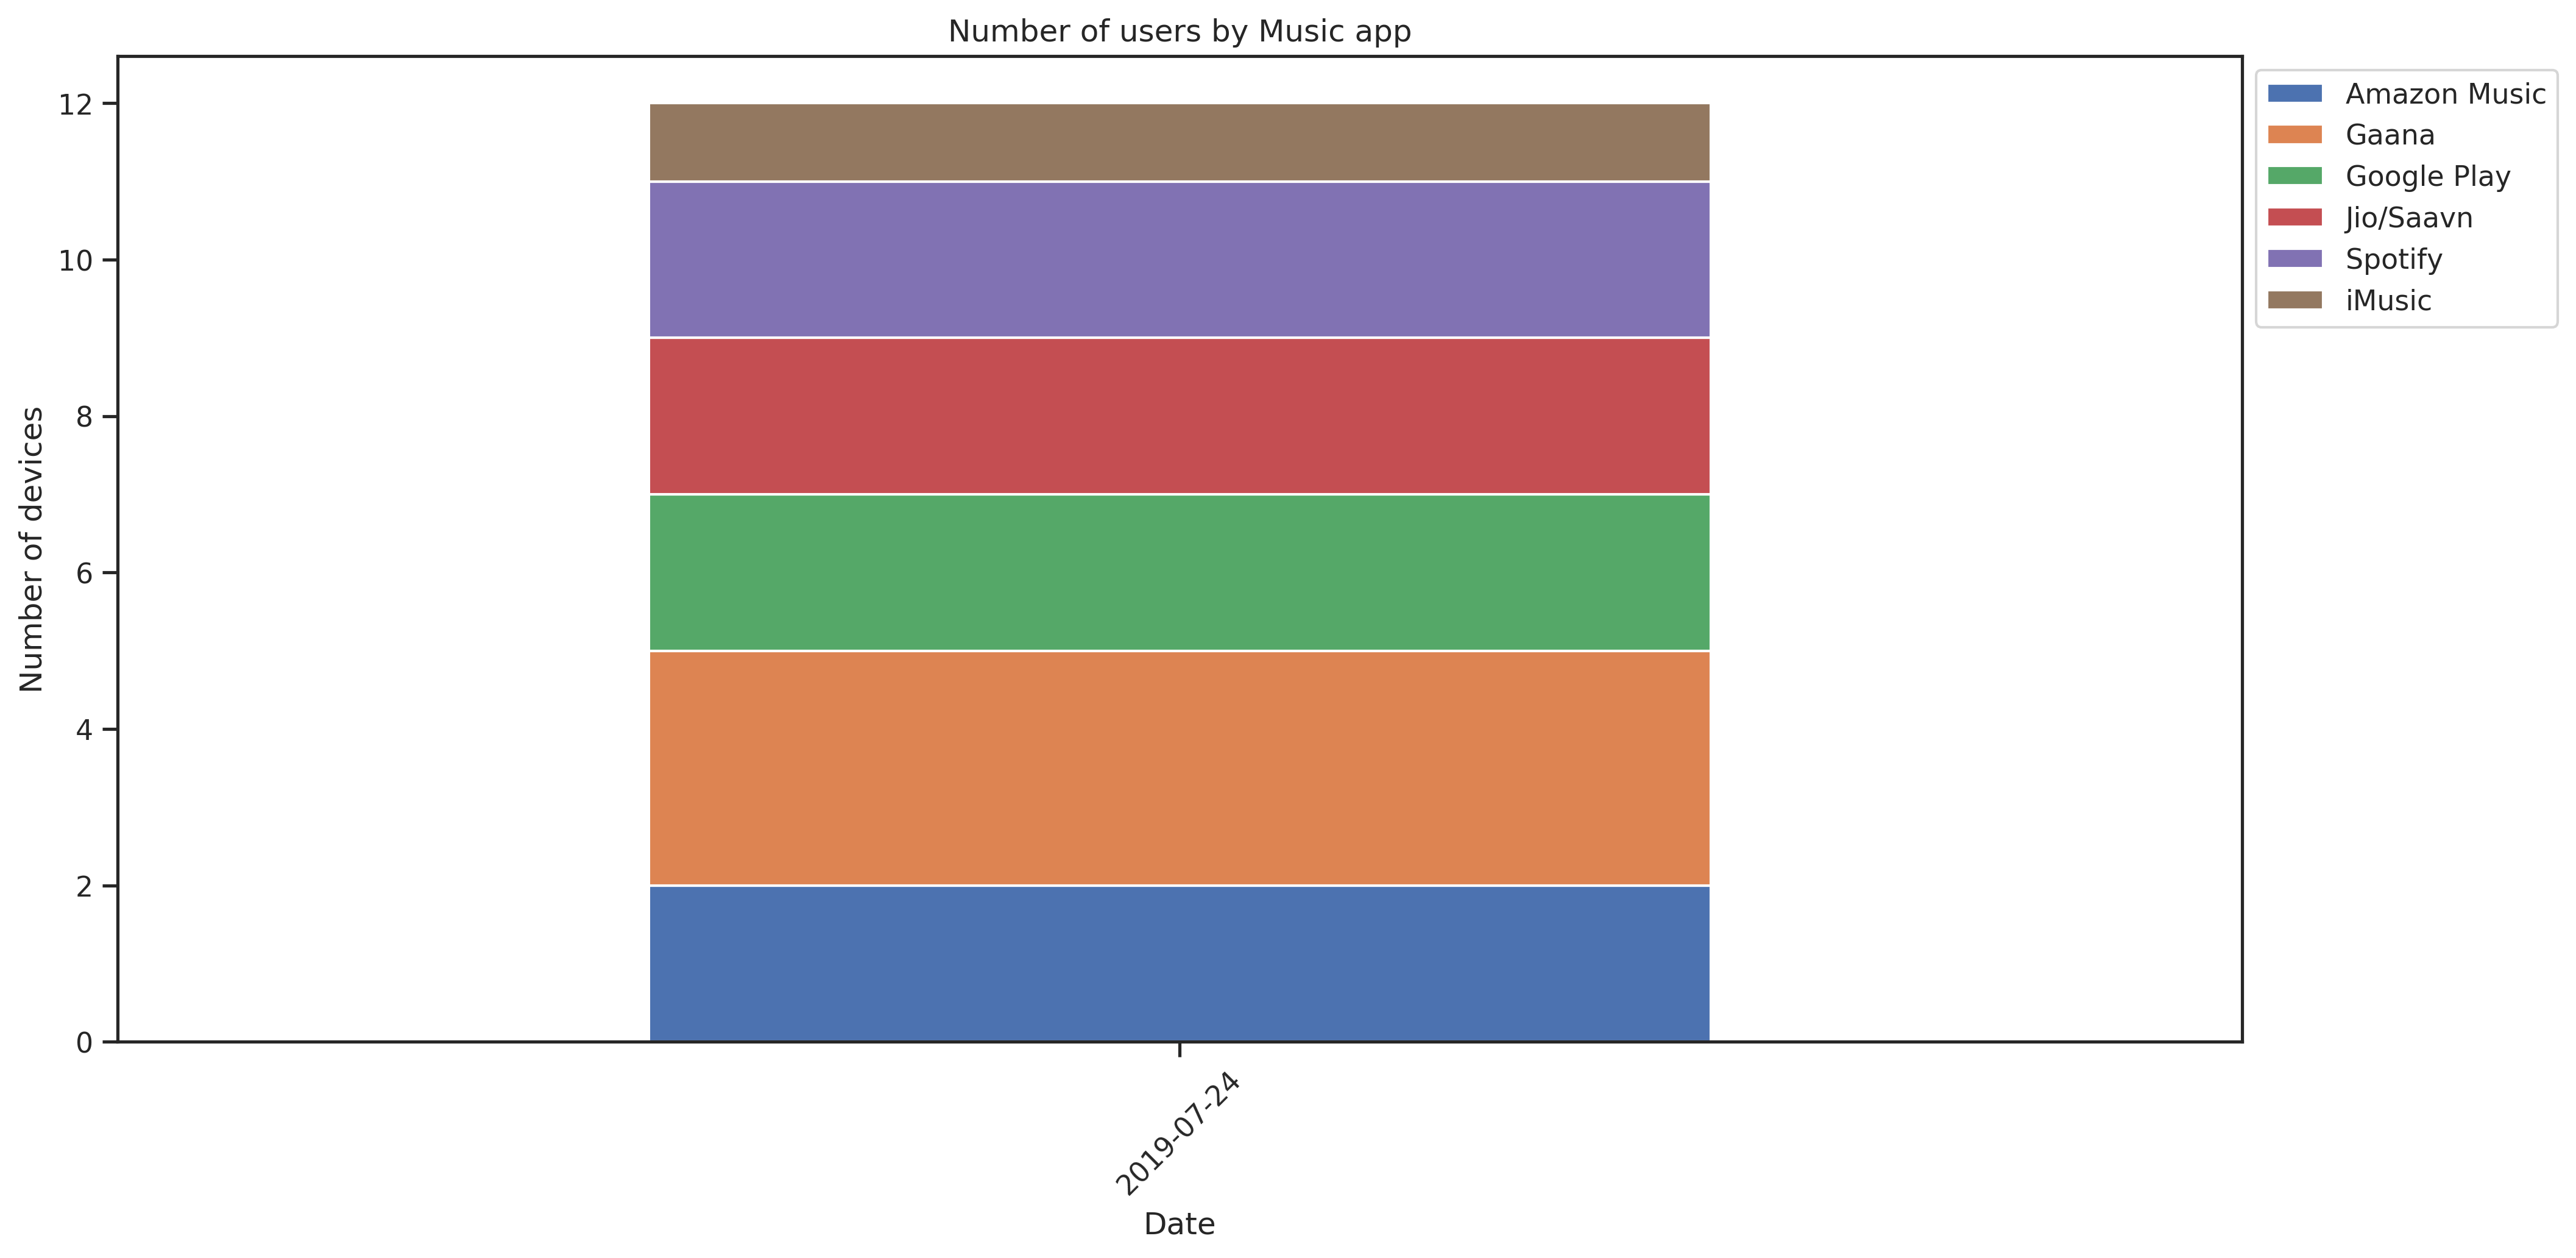 Number of users by Music app
12
10
8
6
4
2
0
Number of devices
2019-07-24
Date
Amazon Music
Gaana
Google Play
Jio/Saavn
Spotify
iMusic